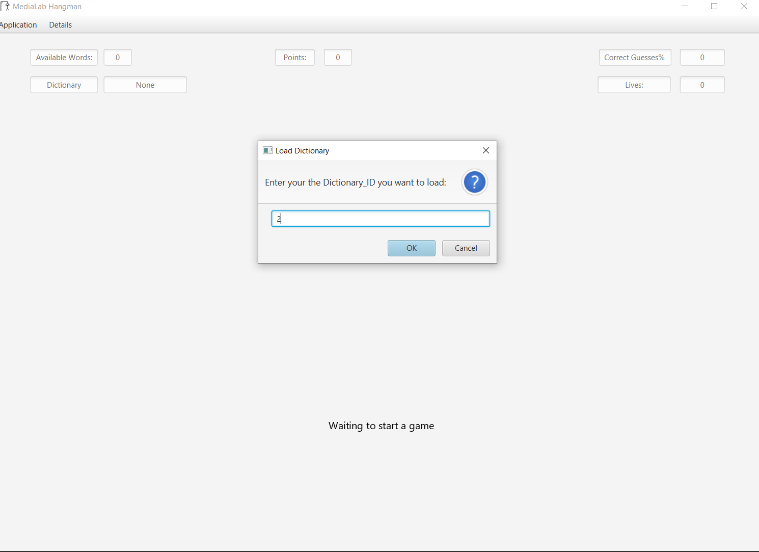 MediaLab Hangman
Application Details
Available Words: 0 Points: 0 Correct Guesses% 0
Dictionary None Lives: 0
Load Dictionary
Enter your the Dictionary_ID you want to load:
?
2
OK Cancel
Waiting to start a game